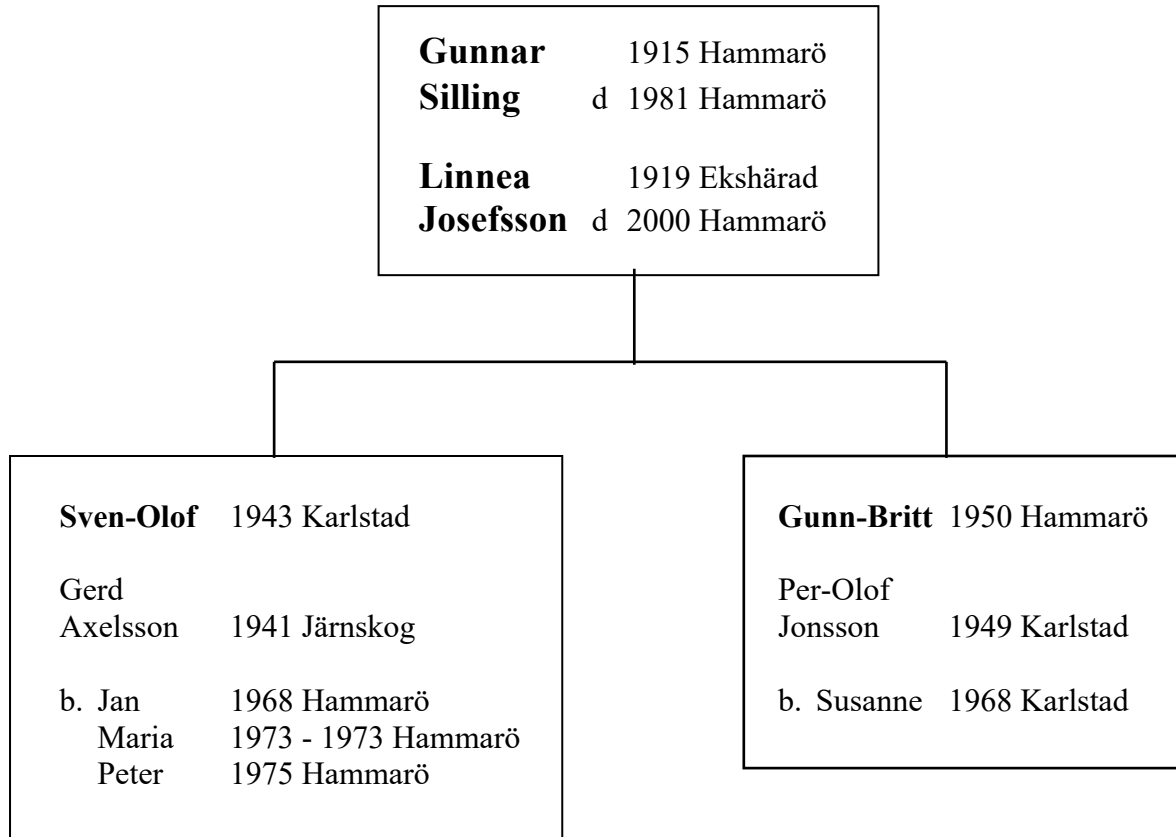 Gunnar 1915 Hammarö
Silling d 1981 Hammarö
Linnea 1919 Ekshärad
Josefsson d 2000 Hammarö
Sven-Olof 1943 Karlstad
Gerd
Axelsson 1941 Järnskog
b. Jan 1968 Hammarö
Maria 1973 - 1973 Hammarö
Peter 1975 Hammarö
Gunn-Britt 1950 Hammarö
Per-Olof
Jonsson 1949 Karlstad
b. Susanne 1968 Karlstad